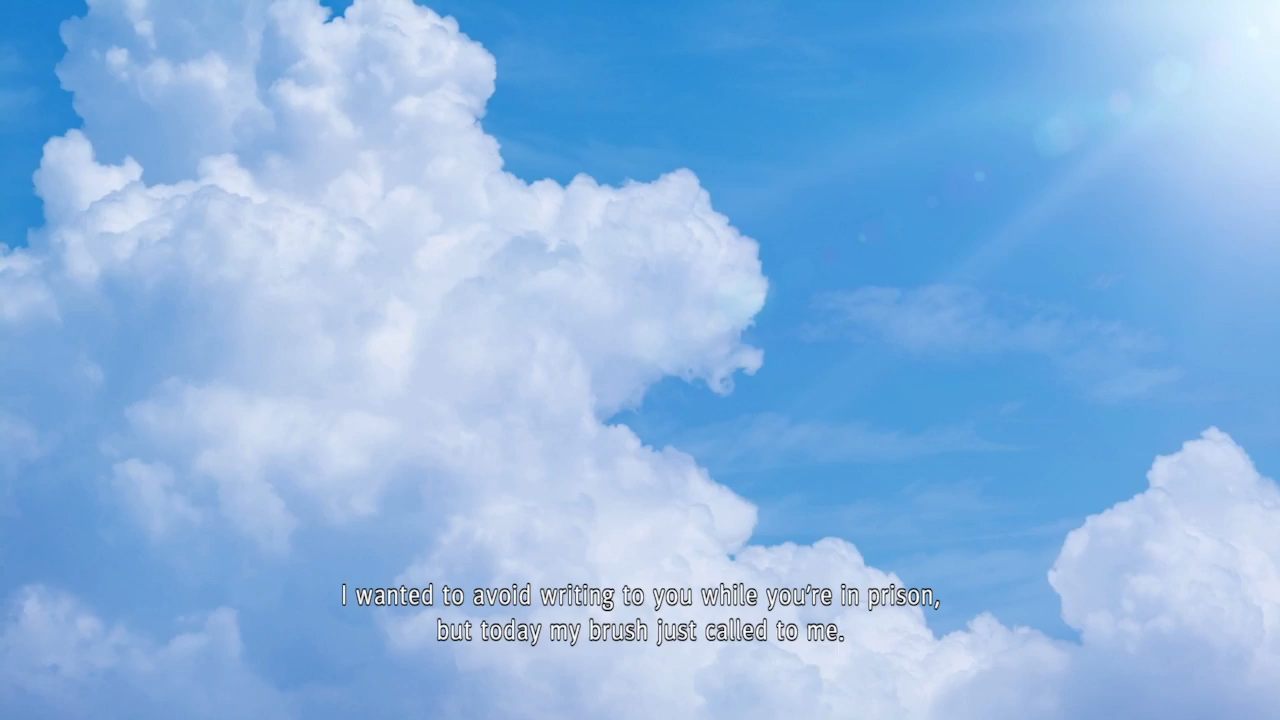 I wanted to avoid writing to you while you're in prison,
but today my brush just called to me.